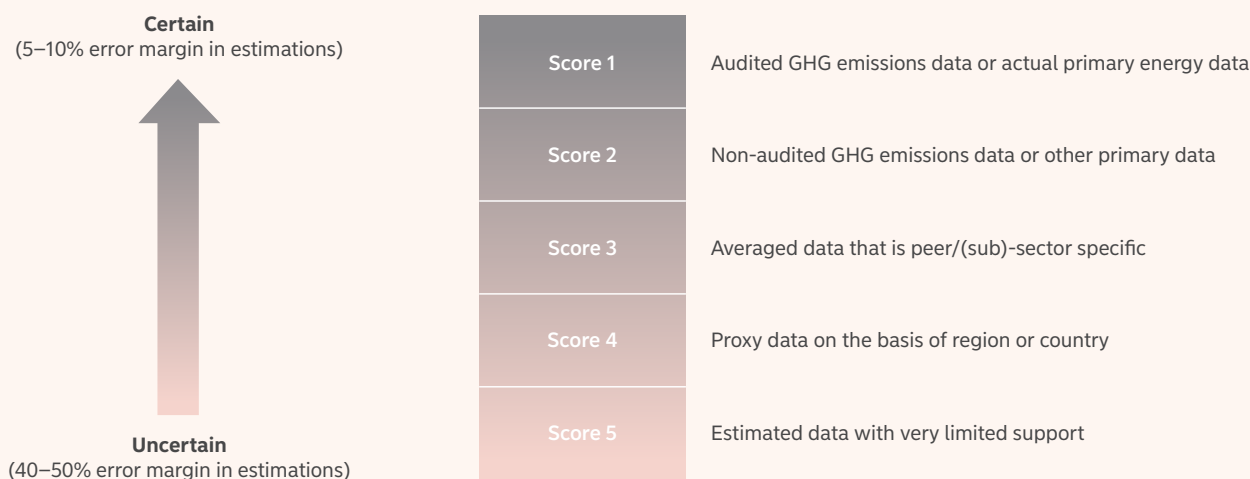 Certain
(5–10% error margin in estimations)
Score 1
Audited GHG emissions data or actual primary energy data
Score 2
Non-audited GHG emissions data or other primary data
Score 3
Averaged data that is peer/(sub)-sector specific
Score 4
Proxy data on the basis of region or country
Score 5
Estimated data with very limited support
Uncertain
(40–50% error margin in estimations)